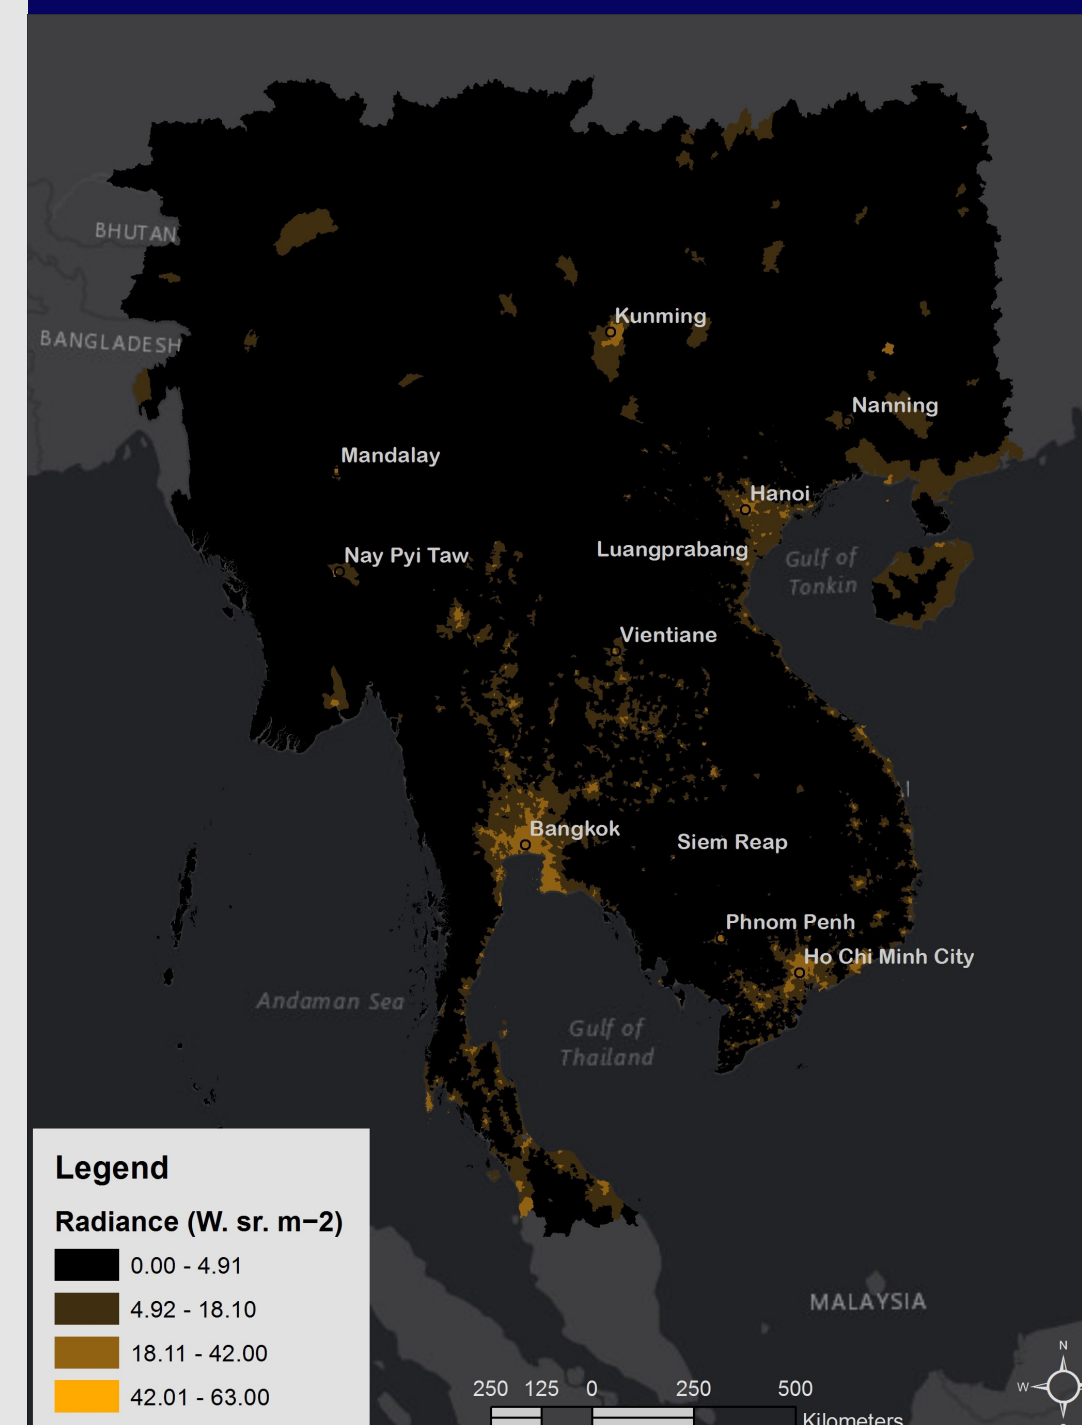 BHUTAN
BANGLADESH
Kunming
Nanning
Mandalay
Hanoi
Nay Pyi Taw
Luangprabang
Gulf of
Tonkin
Vientiane
Bangkok
Siem Reap
Phnom Penh
Ho Chi Minh City
Andaman Sea
Gulf of
Thailand
Legend
Radiance (W. sr. m−2)
0.00 - 4.91
4.92 - 18.10
18.11 - 42.00
42.01 - 63.00
MALAYSIA
N
W
250 125 0 250 500
Kilometers